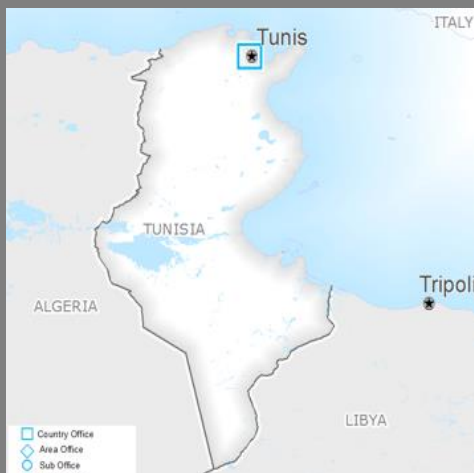 ITALY
Tunis
TUNISIA
Tripoli
ALGERIA
LIBYA
Country Office
Area Office
Sub Office